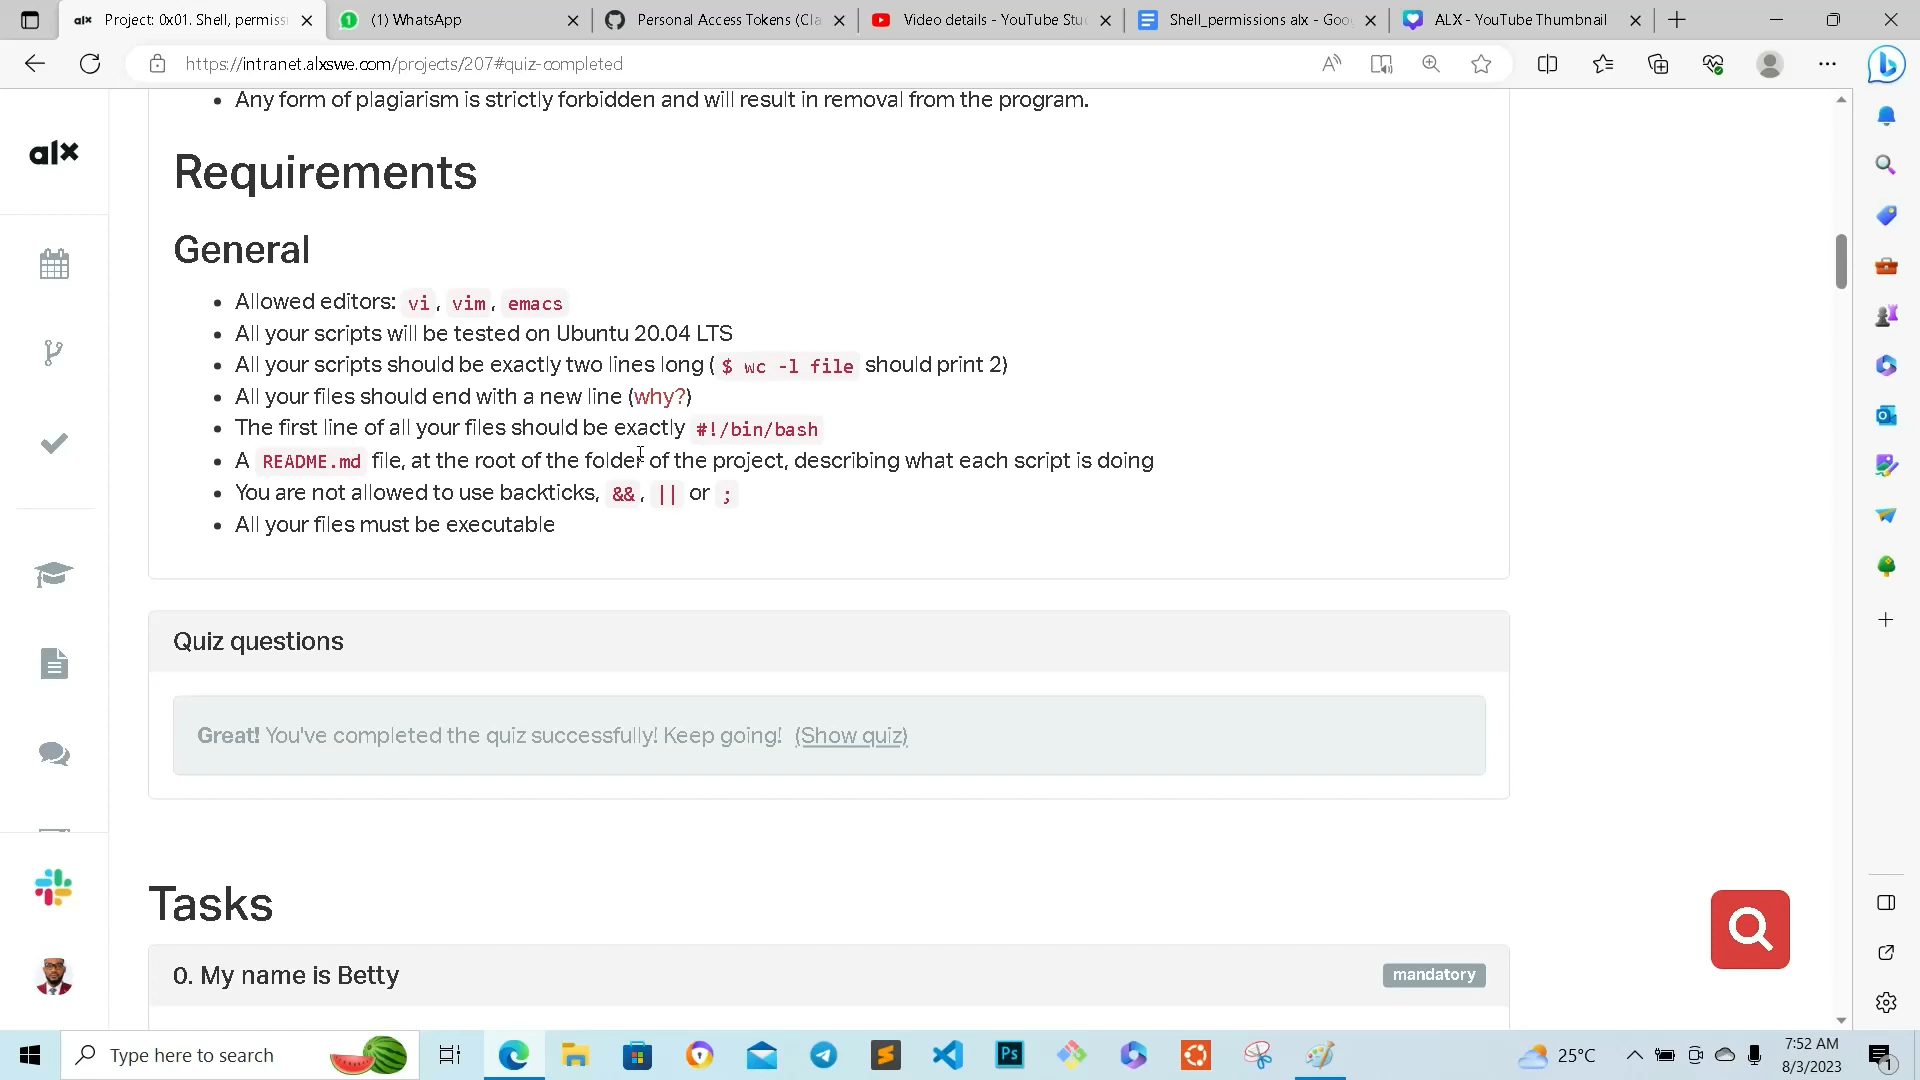 Project: 0x01. Shell, permissi
(1) WhatsApp
Personal Access Tokens (Cla
Video details - YouTube Stu
Shell_permissions alx - Goo
ALX - YouTube Thumbnail
https://intranet.alxswe.com/projects/207#quiz-completed
Any form of plagiarism is strictly forbidden and will result in removal from the program.
alx
Requirements
General
Allowed editors: vi, vim, emacs
All your scripts will be tested on Ubuntu 20.04 LTS
All your scripts should be exactly two lines long ($ wc -l file should print 2)
All your files should end with a new line (why?)
The first line of all your files should be exactly #!/bin/bash
A README.md file, at the root of the folder of the project, describing what each script is doing
You are not allowed to use backticks, &&, || or ;
All your files must be executable
Quiz questions
Great! You've completed the quiz successfully! Keep going! (Show quiz)
Tasks
0. My name is Betty
mandatory
Type here to search
Ps
25°C
7:52 AM
8/3/2023
1